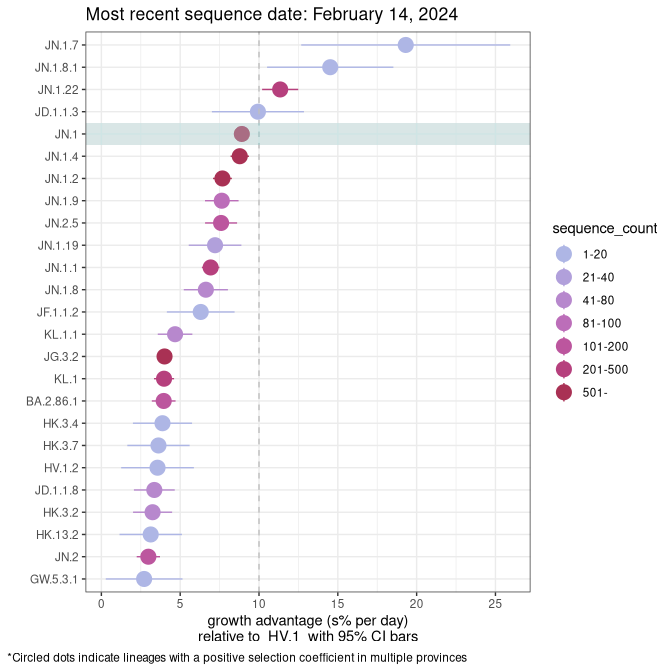 Most recent sequence date: February 14, 2024
JN.1.7
JN.1.8.1
JN.1.22
JD.1.1.3
JN.1
JN.1.4
JN.1.2
JN.1.9
JN.2.5
JN.1.19
JN.1.1
JN.1.8
JF.1.1.2
KL.1.1
JG.3.2
KL.1
BA.2.86.1
HK.3.4
HK.3.7
HV.1.2
JD.1.1.8
HK.3.2
HK.13.2
JN.2
GW.5.3.1
0 5 10 15 20 25
growth advantage (s% per day)
relative to HV.1 with 95% CI bars
sequence_count
1-20
21-40
41-80
81-100
101-200
201-500
501-
*Circled dots indicate lineages with a positive selection coefficient in multiple provinces